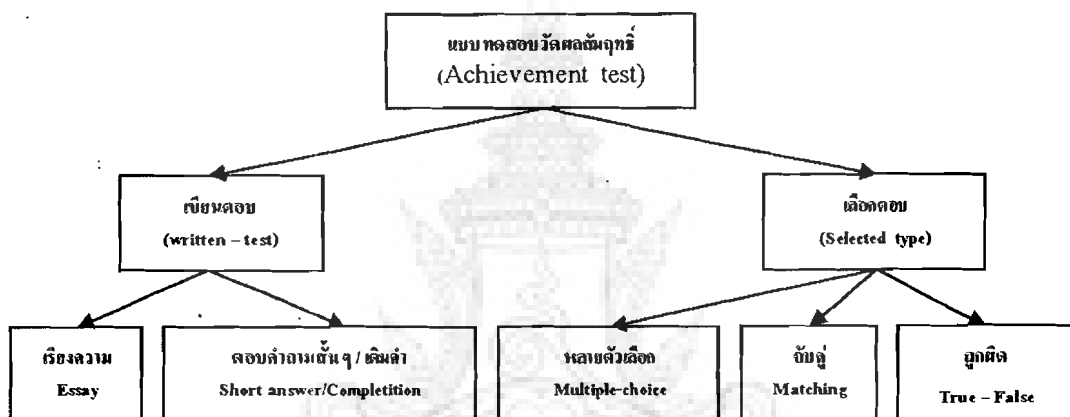 แบบทดสอบวัดผลสัมฤทธิ์
(Achievement test)
เขียนตอบ
(written – test)
เลือกตอบ
(Selected type)
เรียงความ
Essay
ตอบคำถามสั้นๆ / เติมคำ
Short answer/Completition
หลายตัวเลือก
Multiple-choice
จับคู่
Matching
ถูกผิด
True – False